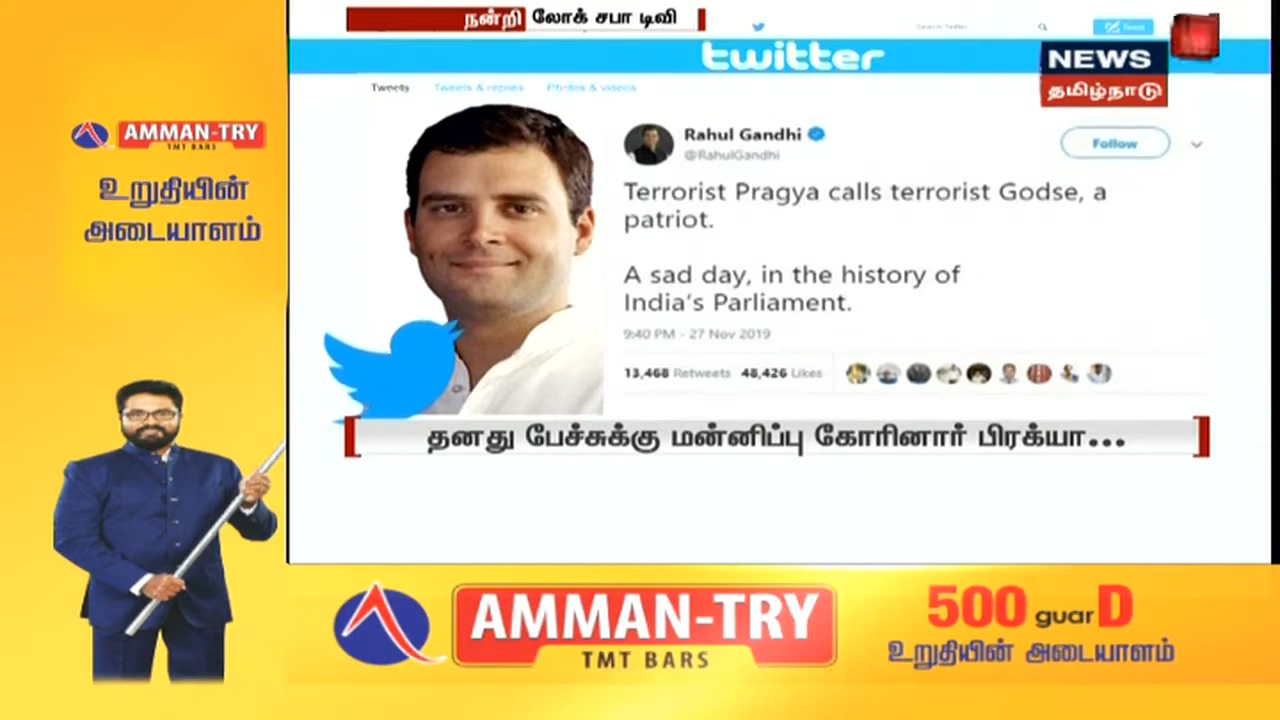 நன்றி லோக் சபா டிவி
Search Twitter
Tweet
twitter
NEWS
தமிழ்நாடு
Tweets Tweets & replies Photos & videos
Rahul Gandhi
@RahulGandhi
Follow
Terrorist Pragya calls terrorist Godse, a
patriot.
A sad day, in the history of
India's Parliament.
9:40 PM - 27 Nov 2019
13,468 Retweets 48,426 Likes
தனது பேச்சுக்கு மன்னிப்பு கோரினார் பிரக்யா...
AMMAN-TRY
TMT BARS
உறுதியின்
அடையாளம்
AMMAN-TRY
TMT BARS
500 guarD
உறுதியின் அடையாளம்